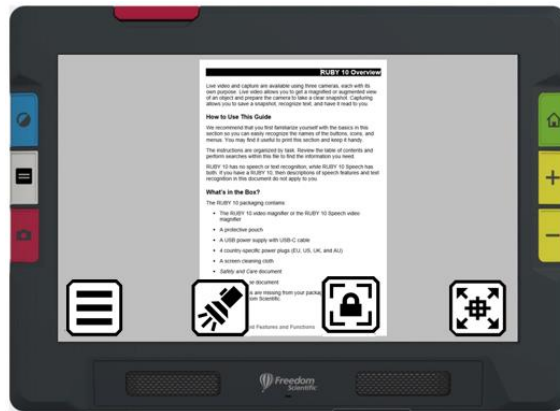 RUBY 10 Overview
Live video and capture are available using three cameras, each with its
own purpose. Live video allows you to get a magnified or augmented view
of an object and prepare the camera to take a clear snapshot. Capturing
allows you to save a snapshot, recognize text, and have it read to you.
How to Use This Guide
We recommend that you first familiarize yourself with the basics in this
section so you can easily recognize the names of the buttons, icons, and
menus. You may find it useful to print this section and keep it handy.
The instructions are organized by task. Review the table of contents and
perform searches within this file to find the information you need.
RUBY 10 has no speech or text recognition, while RUBY 10 Speech has
both. If you have a RUBY 10, then descriptions of speech features and text
recognition in this document do not apply to you.
What's in the Box?
The RUBY 10 packaging contains:
• The RUBY 10 video magnifier or the RUBY 10 Speech video
magnifier
• A protective pouch
• A USB power supply with USB-C cable
• 4 country-specific power plugs (EU, US, UK, and AU)
• A screen cleaning cloth
• Safety and Care document
document
are missing from your
Scientific.
Features and Functions
Freedom
Scientific